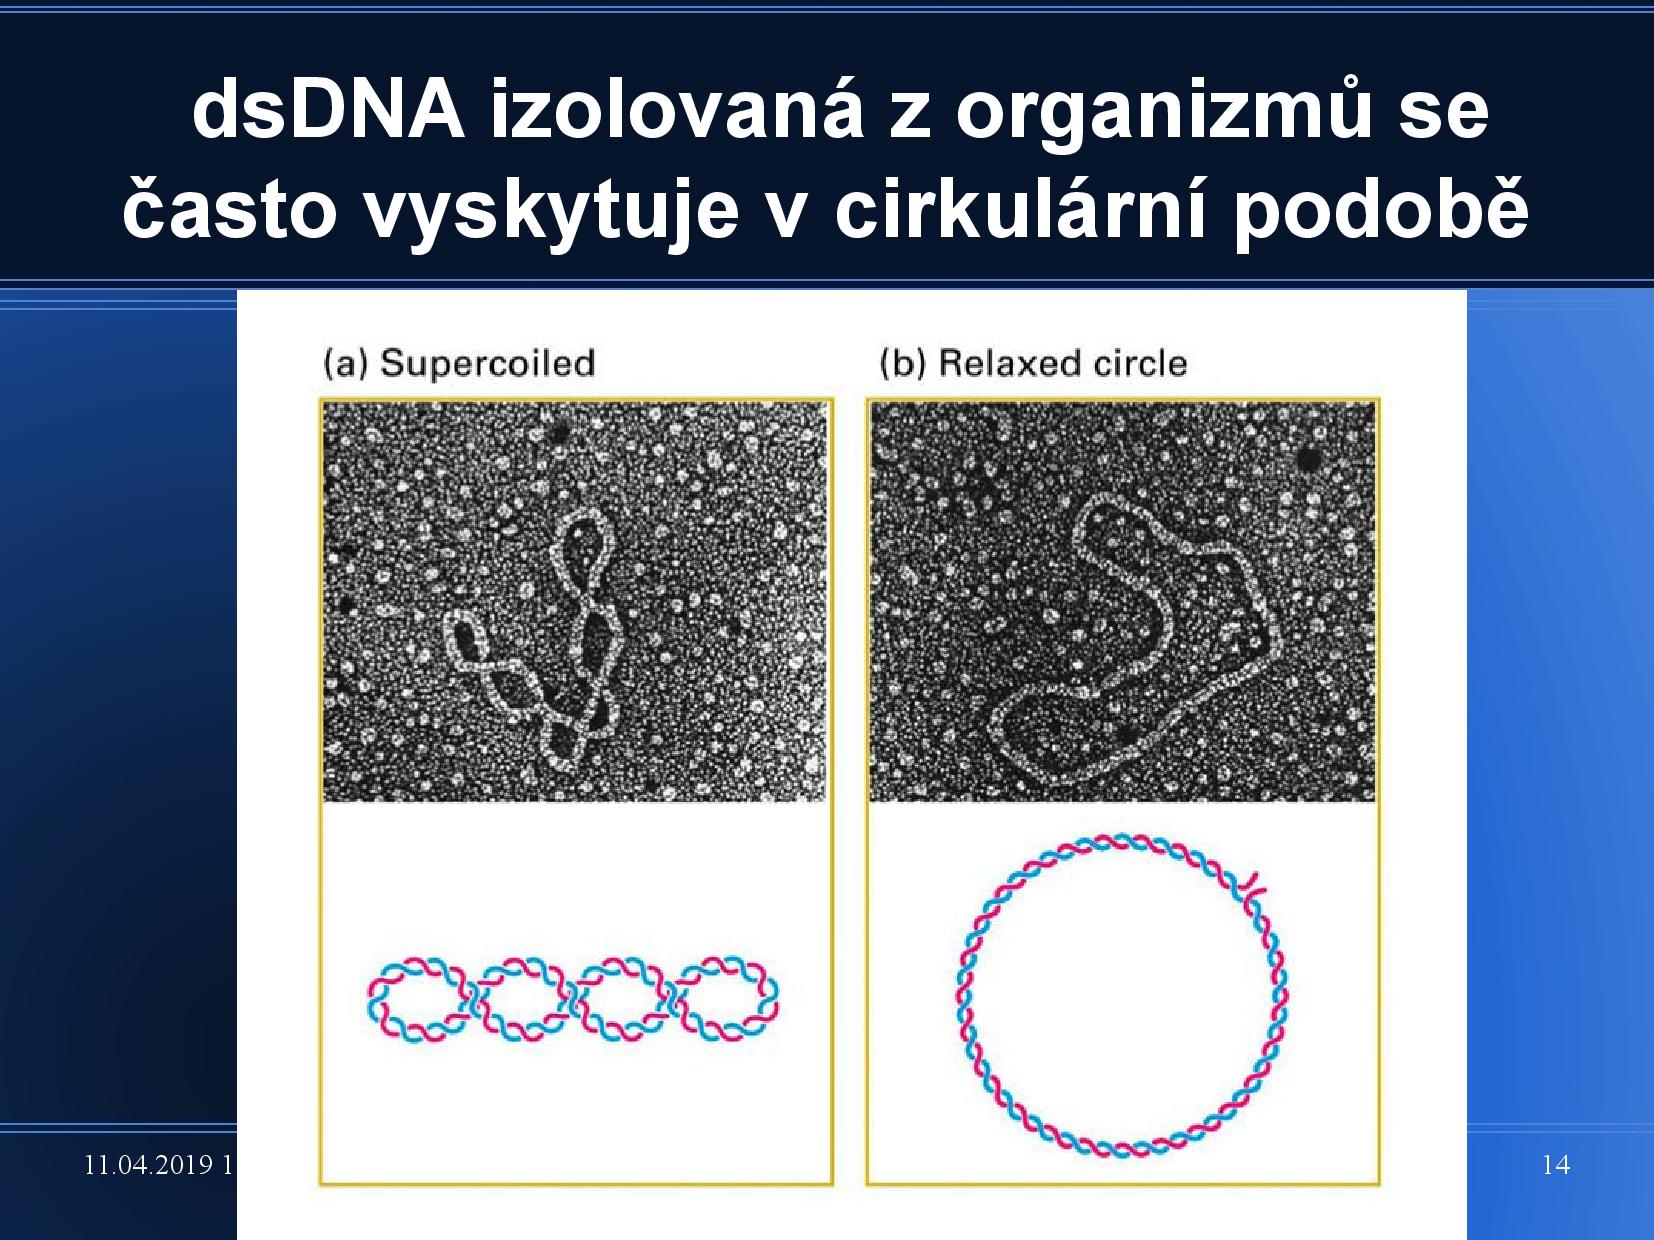 dsDNA izolovaná z organizmů se
často vyskytuje v cirkulární podobě
(a) Supercoiled
(b) Relaxed circle
11.04.2019 1
14